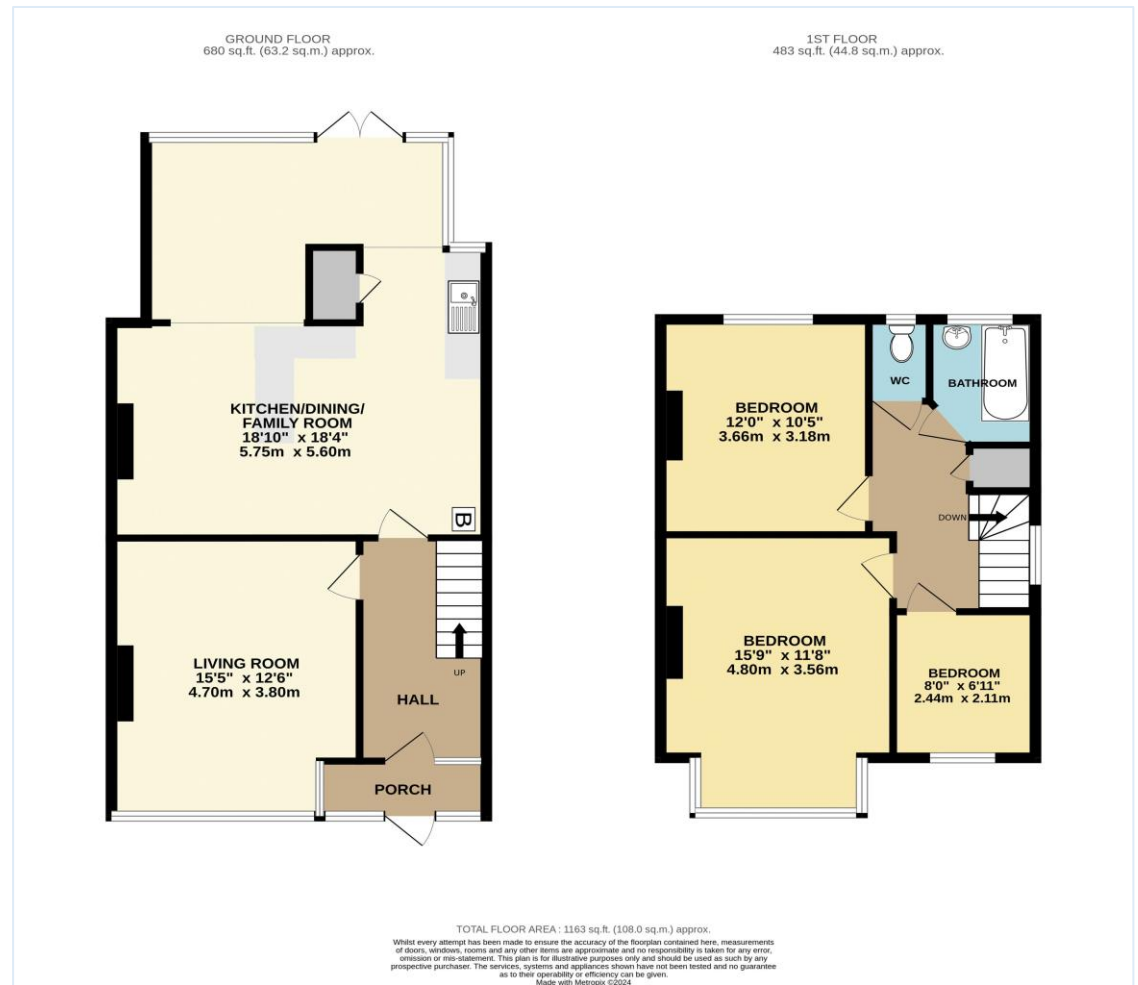 GROUND FLOOR
680 sq.ft. (63.2 sq.m.) approx.
1ST FLOOR
483 sq.ft. (44.8 sq.m.) approx.
KITCHEN/DINING/
FAMILY ROOM
18'10" x 18'4"
5.75m x 5.60m
B
LIVING ROOM
15'5" x 12'6"
4.70m x 3.80m
UP
HALL
PORCH
WC
BATHROOM
BEDROOM
12'0" x 10'5"
3.66m x 3.18m
DOWN
BEDROOM
15'9" x 11'8"
4.80m x 3.56m
BEDROOM
8'0" x 6'11"
2.44m x 2.11m
TOTAL FLOOR AREA : 1163 sq.ft. (108.0 sq.m.) approx.
Whilst every attempt has been made to ensure the accuracy of the floorplan contained here, measurements
of doors, windows, rooms and any other items are approximate and no responsibility is taken for any error,
omission or mis-statement. This plan is for illustrative purposes only and should be used as such by any
prospective purchaser. The services, systems and appliances shown have not been tested and no guarantee
as to their operability or efficiency can be given.
Made with Metropix ©2024